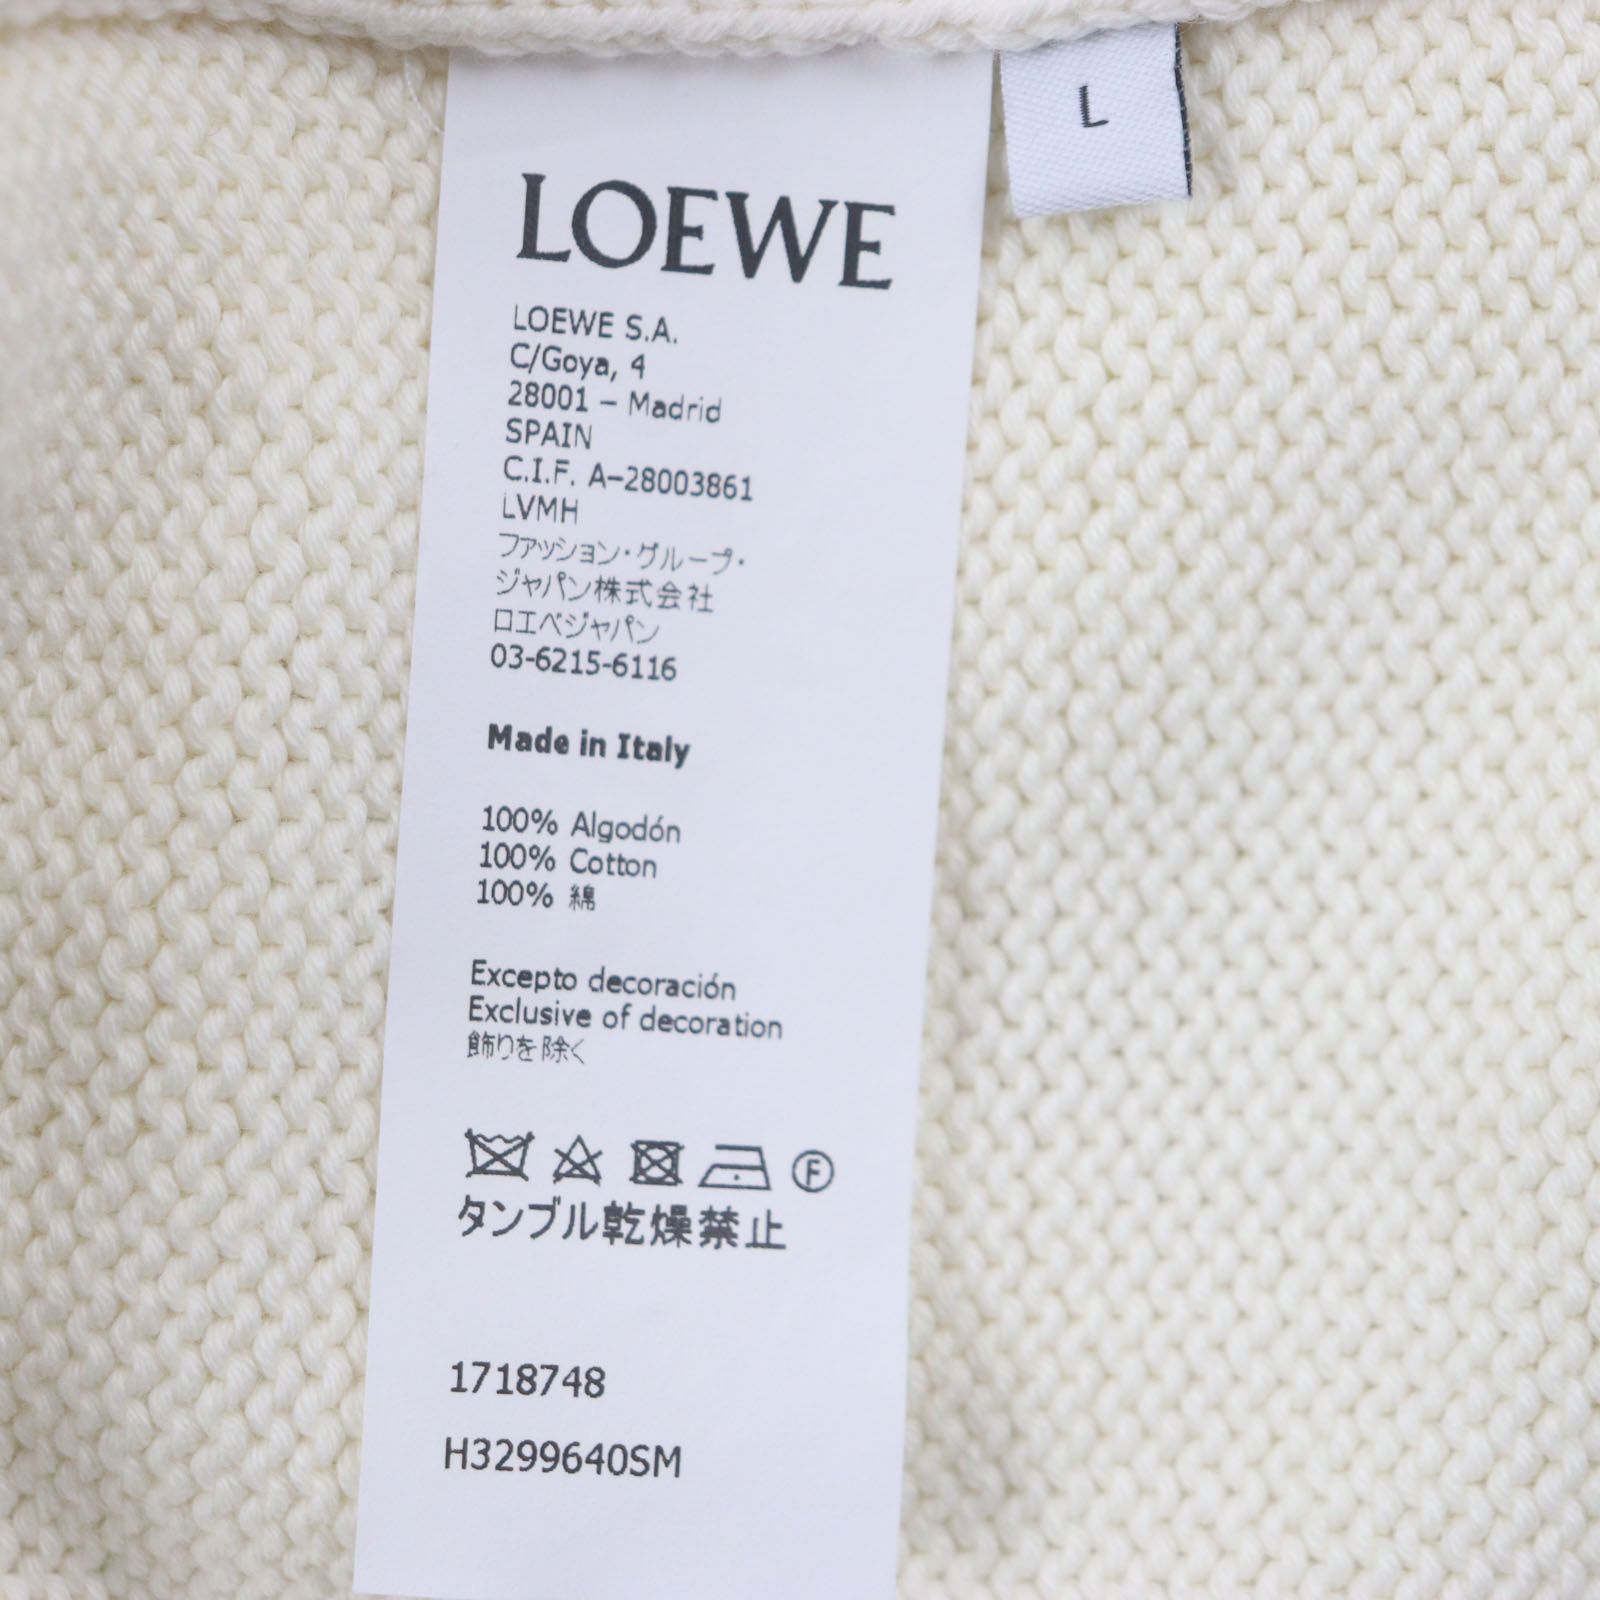 L
LOEWE
LOEWE S.A.
C/Goya, 4
28001 – Madrid
SPAIN
C.I.F. A–28003861
LVMH
ファッション・グループ・
ジャパン株式会社
ロエベジャパン
03-6215-6116
Made in Italy
100% Algodón
100% Cotton
100% 綿
Excepto decoración
Exclusive of decoration
飾りを除く
F
タンブル乾燥禁止
1718748
H3299640SM